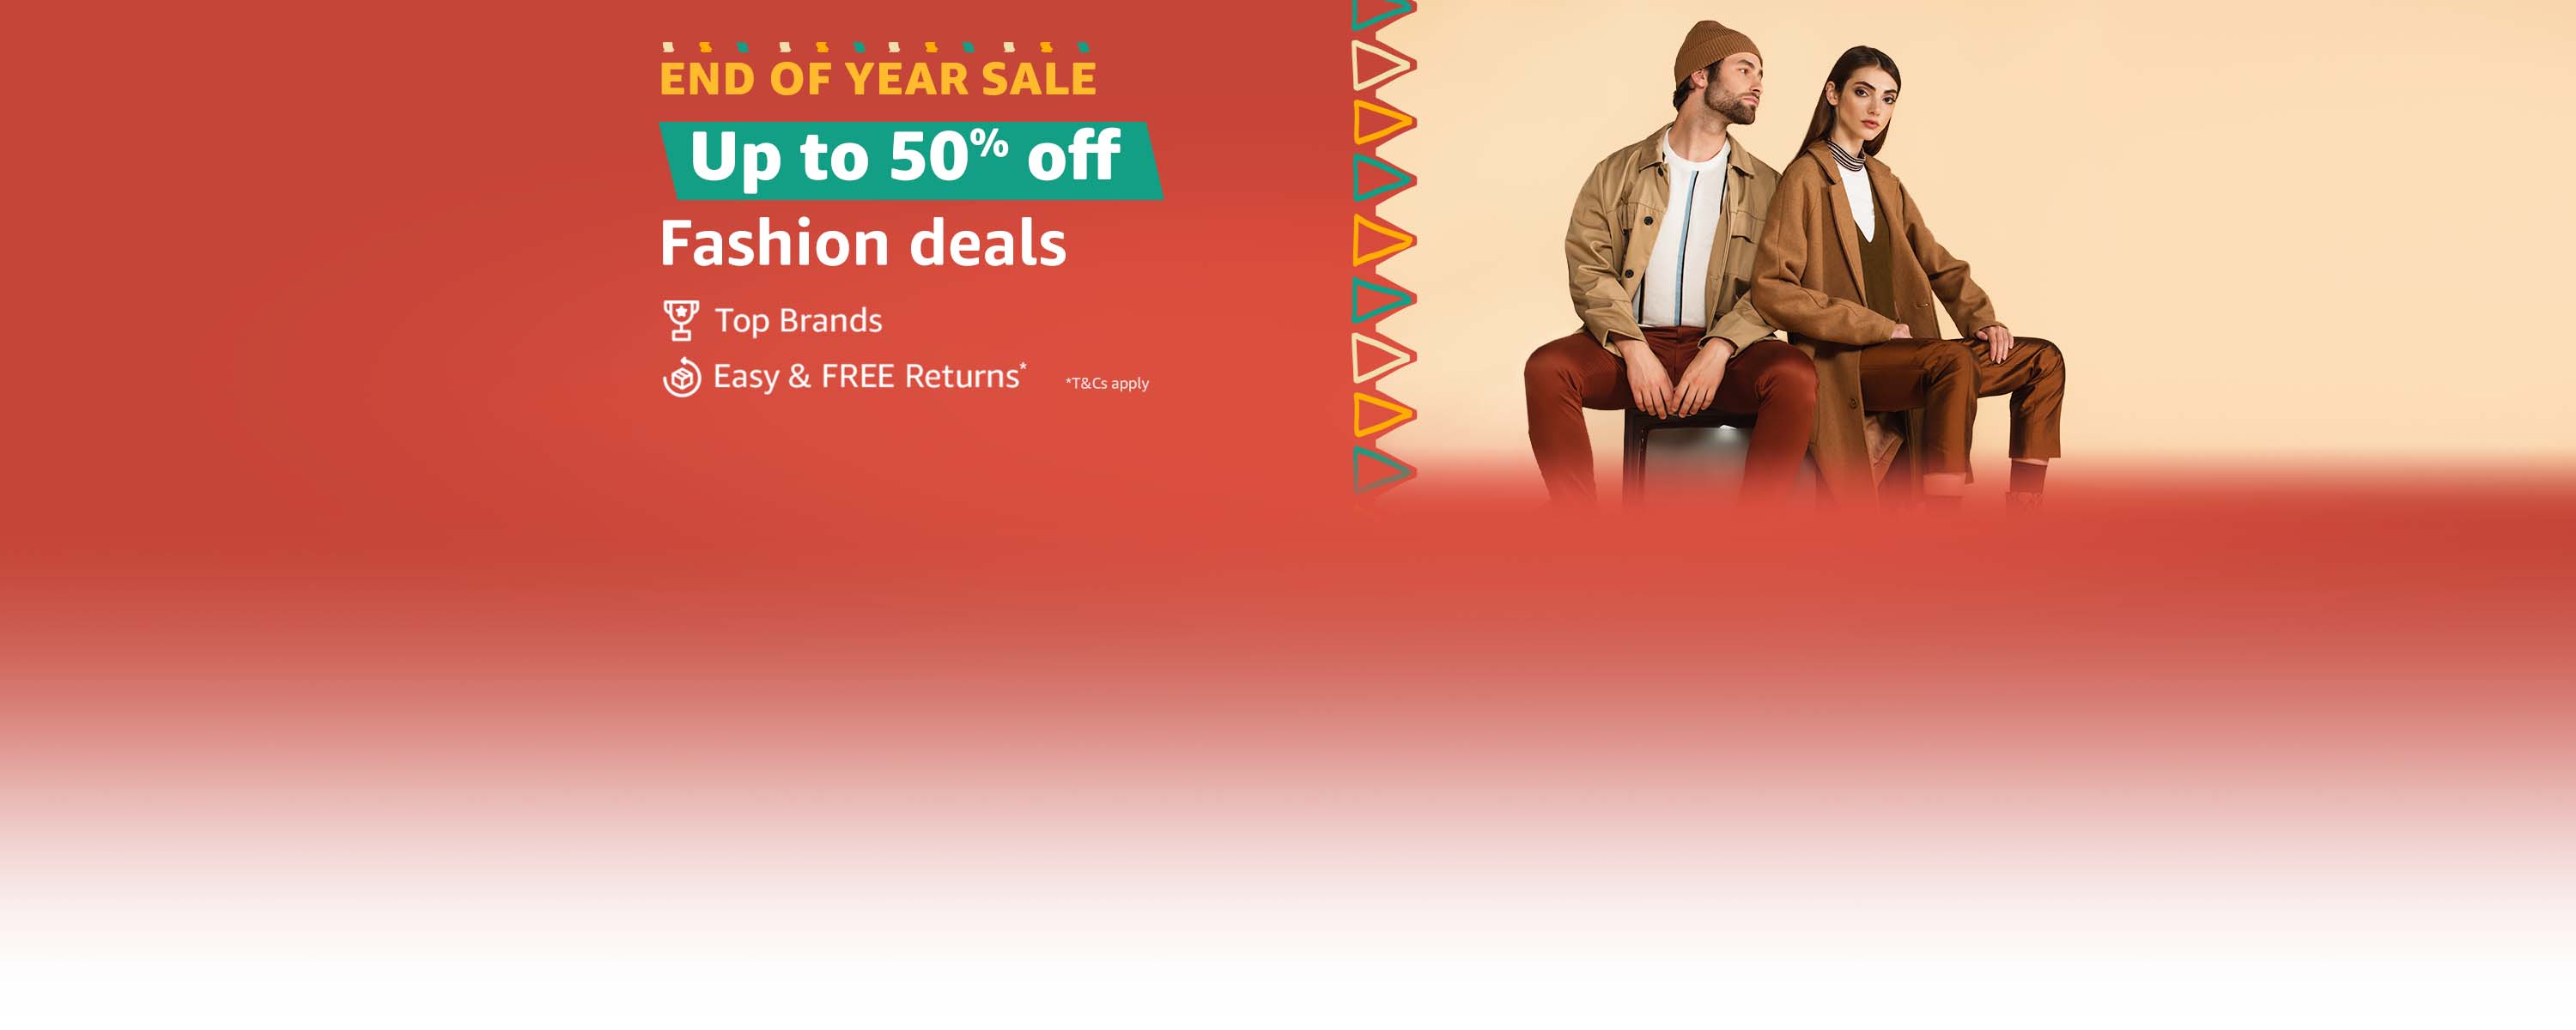 END OF YEAR SALE
Up to 50% off
Fashion deals
Top Brands
Easy & FREE Returns*
*T&Cs apply